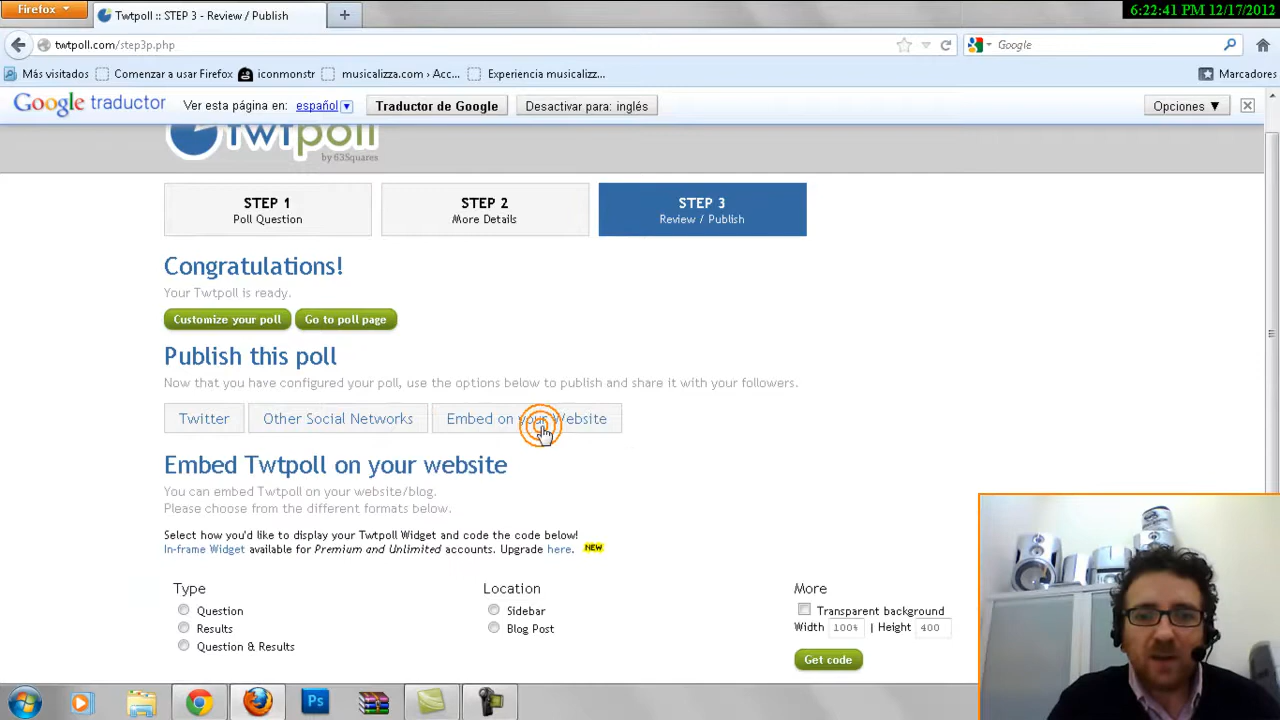 Firefox
Twtpoll :: STEP 3 - Review / Publish
6:22:41 PM 12/17/2012
twtpoll.com/step3p.php
Google
Más visitados
Comenzar a usar Firefox
iconmonstr
musicalizza.com › Acc...
Experiencia musicalizz...
Marcadores
Google traductor
Ver esta página en: español
Traductor de Google
Desactivar para: inglés
Opciones ▼
twtpoll
by 63Squares
STEP 1
Poll Question
STEP 2
More Details
STEP 3
Review / Publish
Congratulations!
Your Twtpoll is ready.
Customize your poll
Go to poll page
Publish this poll
Now that you have configured your poll, use the options below to publish and share it with your followers.
Twitter
Other Social Networks
Embed on your Website
Embed Twtpoll on your website
You can embed Twtpoll on your website/blog.
Please choose from the different formats below.
Select how you'd like to display your Twtpoll Widget and code the code below!
In-frame Widget available for Premium and Unlimited accounts. Upgrade here. NEW
Type
Location
More
Question
Sidebar
Transparent background
Results
Blog Post
Width 100% | Height 400
Question & Results
Get code
Ps